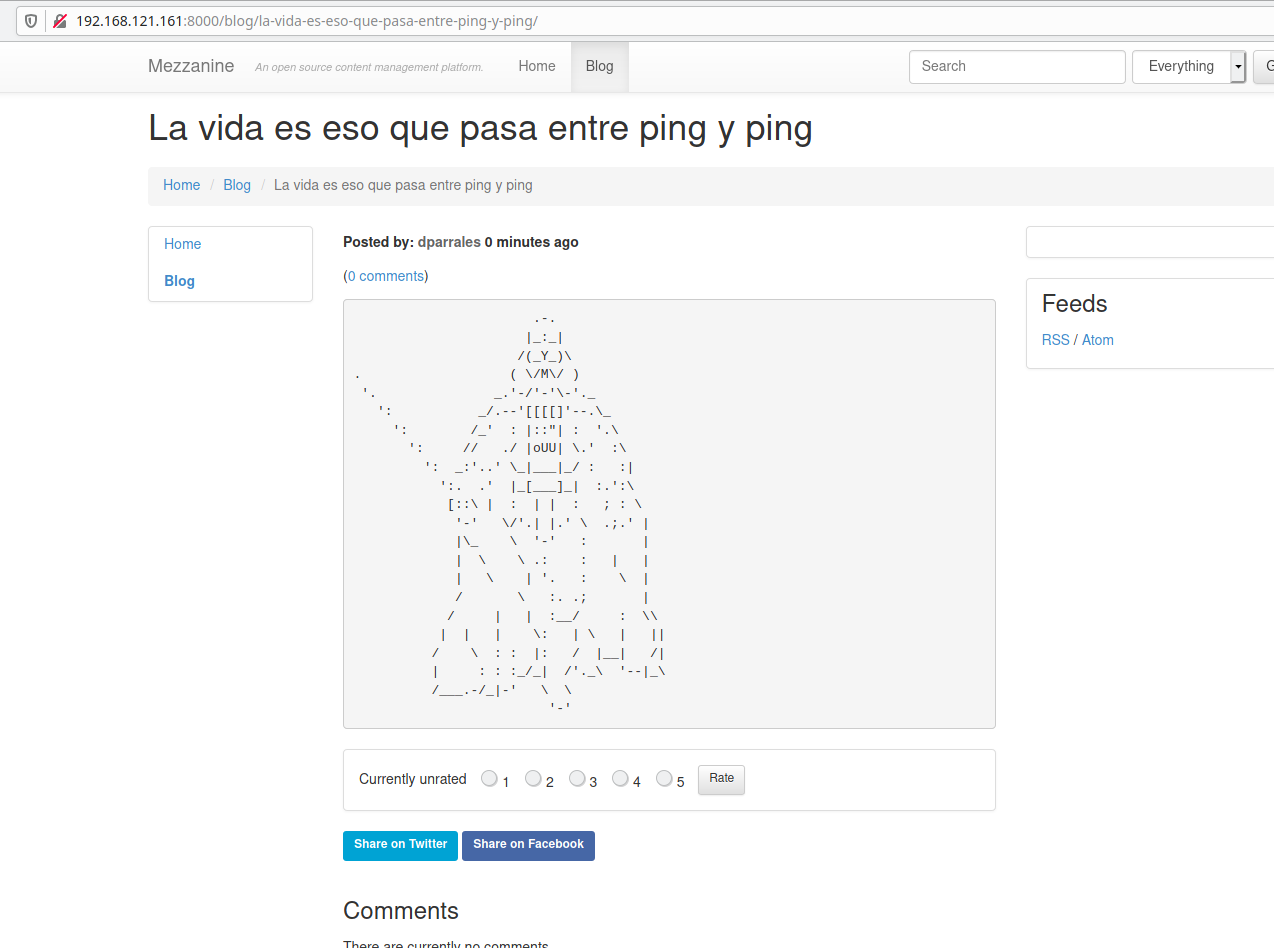 192.168.121.161:8000/blog/la-vida-es-eso-que-pasa-entre-ping-y-ping/
Mezzanine An open source content management platform. Home Blog Search Everything G
La vida es eso que pasa entre ping y ping
Home / Blog / La vida es eso que pasa entre ping y ping
Home
Blog
Posted by: dparrales 0 minutes ago
(0 comments)
                       .-.
                      |_:_|
                     /(_Y_)\
.                   ( \/M\/ )
 '.               _.'-/'-'\-'._
   ':           _/.--'[[[[]'--.\_
     ':        /_'  : |::"| :  '.\
       ':     //   ./ |oUU| \.'  :\
         ':  _:'..' \_|___|_/ :   :|
           ':.  .'  |_[___]_|  :.':\
            [::\ |  :  | |  :   ; : \
             '-'   \/'.| |.' \  .;.' |
             |\_    \  '-'   :       |
             |  \    \ .:    :   |   |
             |   \    | '.   :    \  |
             /       \   :. .;       |
            /     |   |  :__/     :  \\
           |  |   |    \:   | \   |   ||
          /    \  : :  |:   /  |__|   /|
          |     : : :_/_|  /'._\  '--|_\
          /___.-/_|-'   \  \
                         '-'
Currently unrated 1 2 3 4 5 Rate
Share on Twitter Share on Facebook
Comments
There are currently no comments
Feeds
RSS / Atom